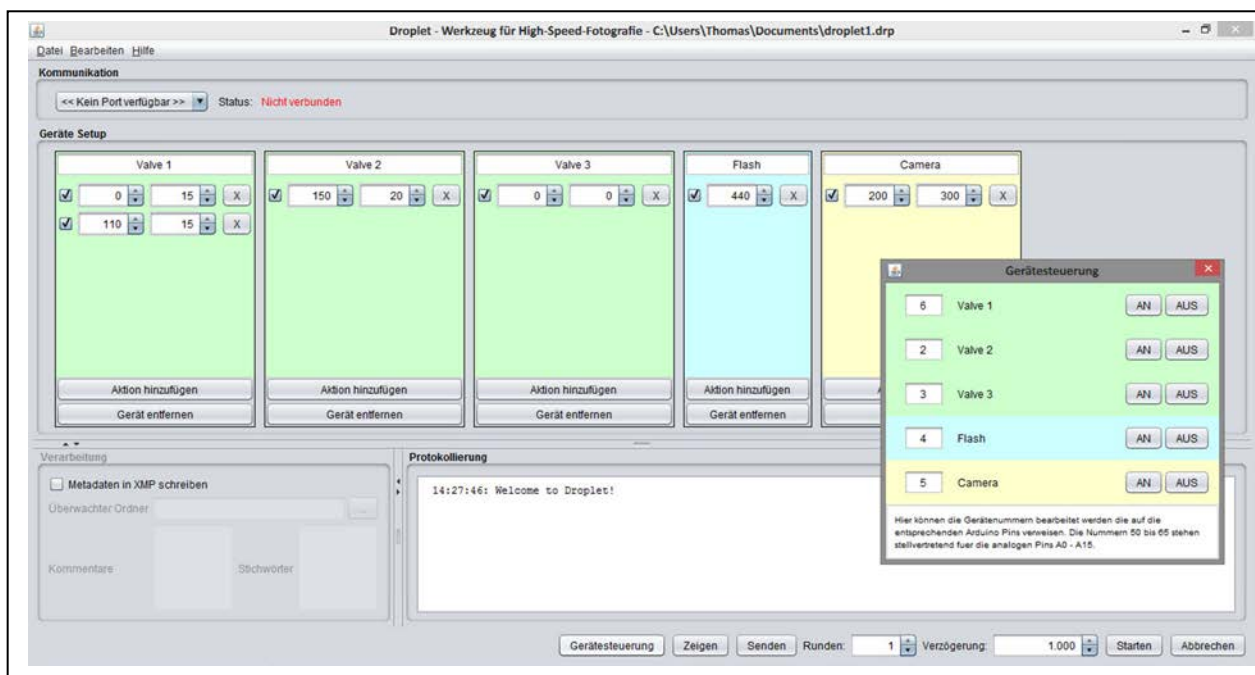 Droplet - Werkzeug für High-Speed-Fotografie - C:\Users\Thomas\Documents\droplet1.drp
Datei Bearbeiten Hilfe
Kommunikation
<< Kein Port verfügbar >> Status: Nicht verbunden
Geräte Setup
Valve 1 Valve 2 Valve 3 Flash Camera
0 15 X 150 20 X 0 0 X 440 X 200 300 X
110 15 X
Gerätesteuerung
6 Valve 1 AN AUS
2 Valve 2 AN AUS
3 Valve 3 AN AUS
4 Flash AN AUS
5 Camera AN AUS
Hier können die Gerätenummern bearbeitet werden die auf die
entsprechenden Arduino Pins verweisen. Die Nummern 50 bis 65 stehen
stellvertretend fuer die analogen Pins A0 - A15.
Aktion hinzufügen Aktion hinzufügen Aktion hinzufügen Aktion hinzufügen
Gerät entfernen Gerät entfernen Gerät entfernen Gerät entfernen
Verarbeitung
Metadaten in XMP schreiben
Überwachter Ordner ...
Kommentare Stichwörter
Protokollierung
14:27:46: Welcome to Droplet!
Gerätesteuerung Zeigen Senden Runden: 1 Verzögerung: 1.000 Starten Abbrechen